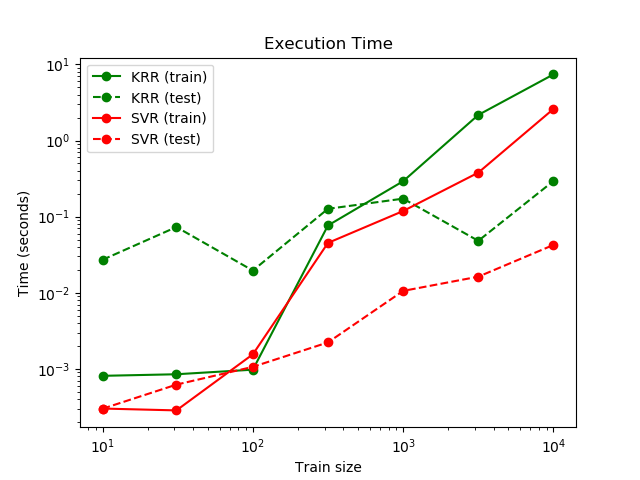 Execution Time
KRR (train)
KRR (test)
SVR (train)
SVR (test)
10¹
10⁰
10⁻¹
10⁻²
10⁻³
Time (seconds)
10¹ 10² 10³ 10⁴
Train size